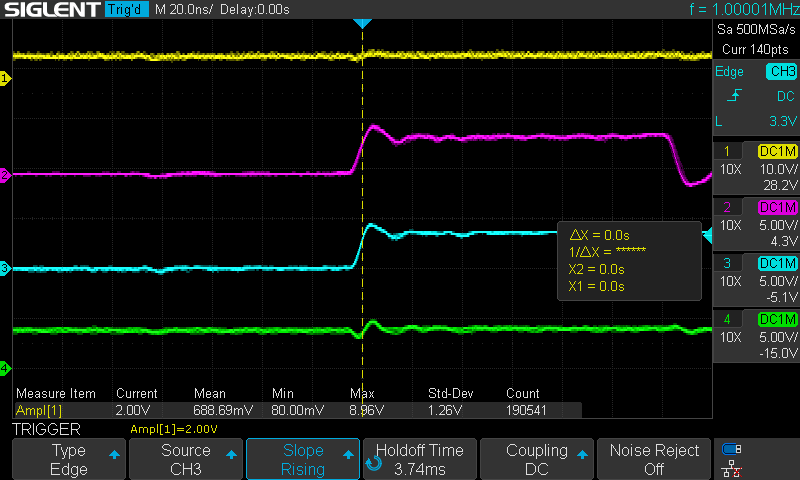 SIGLENT Trig'd M 20.0ns/ Delay:0.00s f = 1.00001MHz
Sa 500MSa/s
Curr 140pts
Edge CH3
DC
L 3.3V
1 DC1M
10X 10.0V/
28.2V
2 DC1M
10X 5.00V/
4.3V
3 DC1M
10X 5.00V/
-5.1V
4 DC1M
10X 5.00V/
-15.0V
1
2
3
4
△X = 0.0s
1/△X = ******
X2 = 0.0s
X1 = 0.0s
Measure Item Current Mean Min Max Std-Dev Count
Ampl[1] 2.00V 688.69mV 80.00mV 8.96V 1.26V 190541
TRIGGER Ampl[1]=2.00V
Type
Edge
Source
CH3
Slope
Rising
Holdoff Time
3.74ms
Coupling
DC
Noise Reject
Off